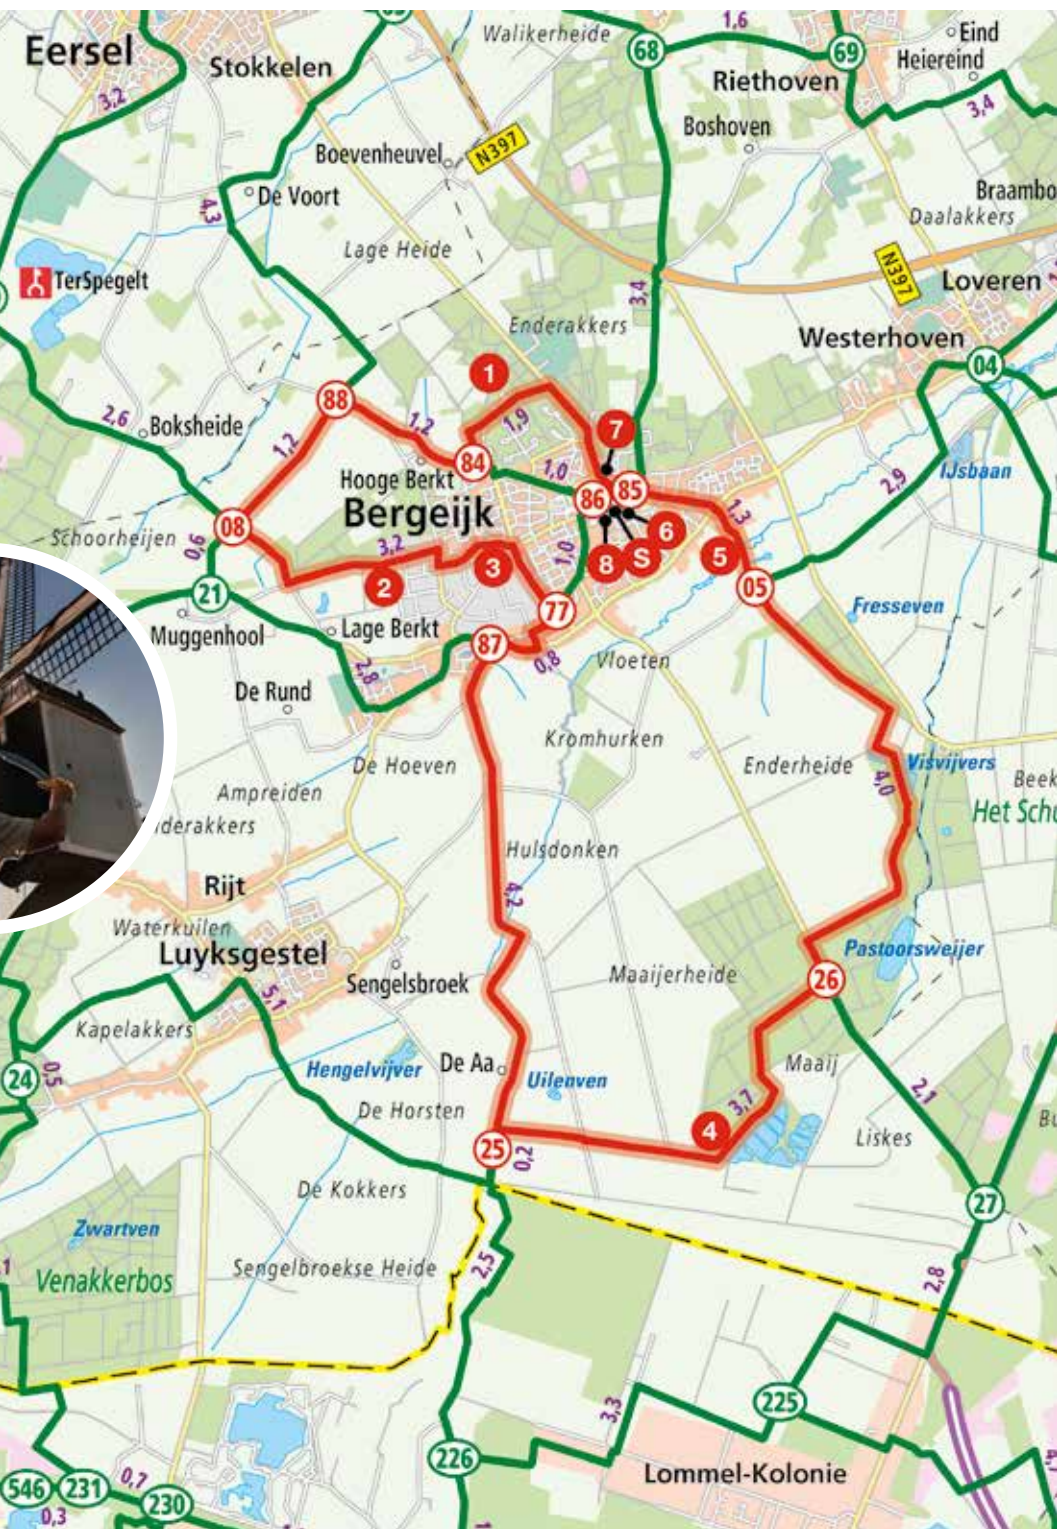 Eersel
Stokkelen
Walikerheide
68
1,6
69
Eind
Heiereind
Riethoven
3,4
3,2
Boshoven
Boevenheuvel
N397
De Voort
4,3
Braambo
Daalakkers
Lage Heide
TerSpegelt
N397
Loveren
3,4
Enderakkers
Westerhoven
04
1
88
1,9
7
2,6
Boksheide
1,2
1,2
84
Hooge Berkt
1,0
86
85
IJsbaan
2,9
Bergeijk
08
1,3
Schoorheijen
0,6
3,2
1,0
6
8
S
5
2
3
05
21
77
Fresseven
Muggenhool
Lage Berkt
87
0,8
Vloeten
2,8
De Rund
Kromhurken
De Hoeven
Enderheide
4,0
Visvijvers
Beek
Ampreiden
Het Schu
derakkers
Hulsdonken
Rijt
4,2
Waterkuilen
Luyksgestel
Pastoorsweijer
Sengelsbroek
Maaijerheide
26
5,1
Kapelakkers
24
0,5
Hengelvijver
De Aa
Uilenven
Maaij
2,1
De Horsten
3,7
4
Liskes
25
0,2
De Kokkers
27
Zwartven
Venakkerbos
Sengelbroekse Heide
2,5
2,8
225
3,3
226
Lommel-Kolonie
546
231
0,7
230
0,3